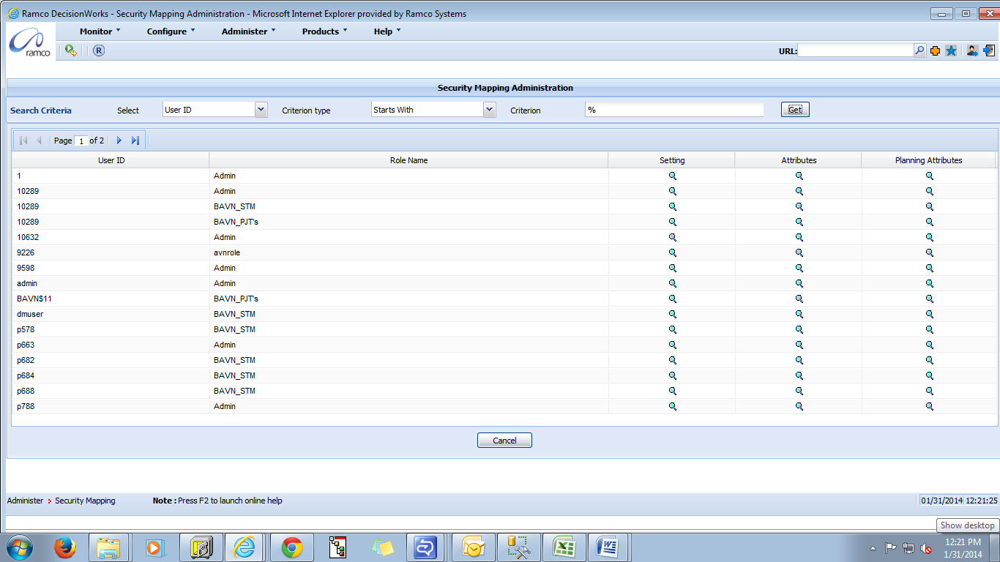 Ramco DecisionWorks - Security Mapping Administration - Microsoft Internet Explorer provided by Ramco Systems
ramco Monitor Configure Administer Products Help
R URL:
Security Mapping Administration
Search Criteria Select User ID Criterion type Starts With Criterion % Get
Page 1 of 2
User ID Role Name Setting Attributes Planning Attributes
1 Admin
10289 Admin
10289 BAVN_STM
10289 BAVN_PJT's
10632 Admin
9226 avnrole
9598 Admin
admin Admin
BAVN$11 BAVN_PJT's
dmuser BAVN_STM
p578 BAVN_STM
p663 Admin
p682 BAVN_STM
p684 BAVN_STM
p688 BAVN_STM
p788 Admin
Cancel
Administer Security Mapping Note : Press F2 to launch online help 01/31/2014 12:21:25
Show desktop
12:21 PM
1/31/2014